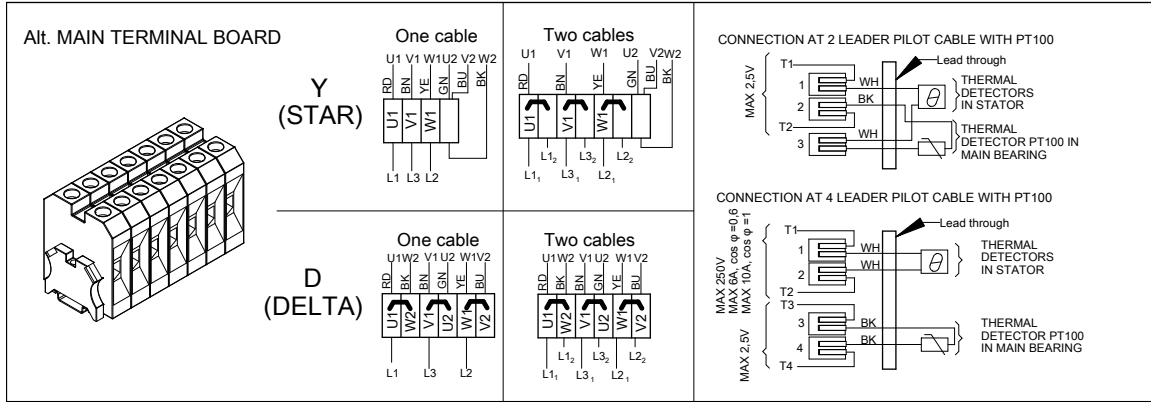 Alt. MAIN TERMINAL BOARD
Y
(STAR)
One cable
U1 V1 W1 U2 V2 W2
RD BN YE GN BU BK
U1 V1 W1
L1 L3 L2
Two cables
U1 V1 W1 U2 V2 W2
RD BN YE GN BU BK
U1 V1 W1
L1₂ L3₂ L2₂
L1₁ L3₁ L2₁
D
(DELTA)
One cable
U1 W2 V1 U2 W1 V2
RD BK BN GN YE BU
U1 W2 V1 U2 W1 V2
L1 L3 L2
Two cables
U1 W2 V1 U2 W1 V2
RD BK BN GN YE BU
U1 W2 V1 U2 W1 V2
L1₂ L3₂ L2₂
L1₁ L3₁ L2₁
CONNECTION AT 2 LEADER PILOT CABLE WITH PT100
Lead through
MAX 2,5V
T1
1
WH
2
BK
T2
3
WH
θ
THERMAL
DETECTORS
IN STATOR
THERMAL
DETECTOR PT100 IN
MAIN BEARING
CONNECTION AT 4 LEADER PILOT CABLE WITH PT100
Lead through
MAX 250V
MAX 6A, cos φ =0,6
MAX 10A, cos φ =1
T1
1
WH
2
WH
T2
θ
THERMAL
DETECTORS
IN STATOR
MAX 2,5V
T3
3
BK
4
BK
T4
THERMAL
DETECTOR PT100
IN MAIN BEARING